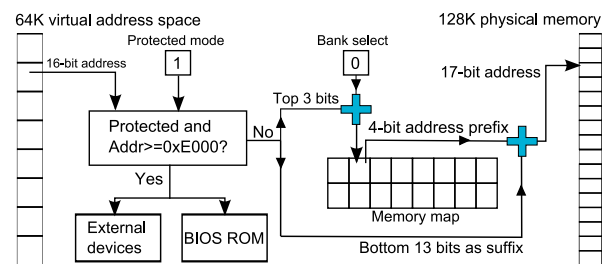 64K virtual address space
128K physical memory
Protected mode
Bank select
16-bit address
17-bit address
1
0
Top 3 bits
Protected and
Addr>=0xE000?
No
4-bit address prefix
Yes
Memory map
External
devices
BIOS ROM
Bottom 13 bits as suffix